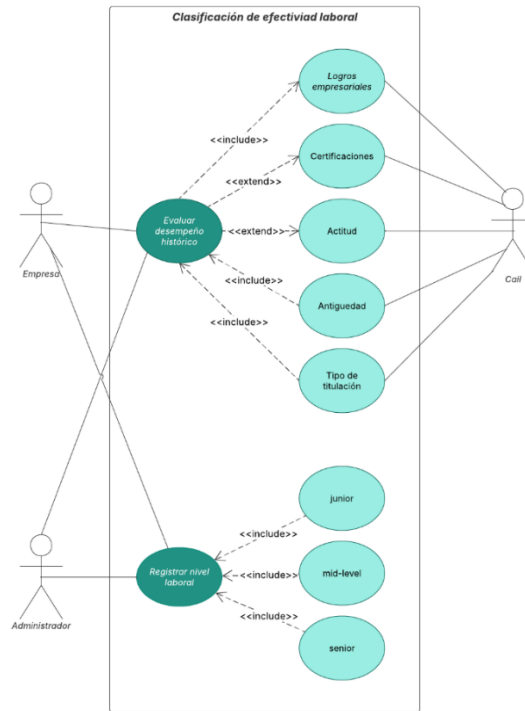 Clasificación de efectiviad laboral
Logros
empresariales
<<include>>
Certificaciones
<<extend>>
Evaluar
desempeño
histórico
<<extend>>
Actitud
Empresa
Call
<<include>>
Antiguedad
<<include>>
Tipo de
titulación
junior
<<include>>
Registrar nivel
laboral
<<include>>
mid-level
Administrador
<<include>>
senior